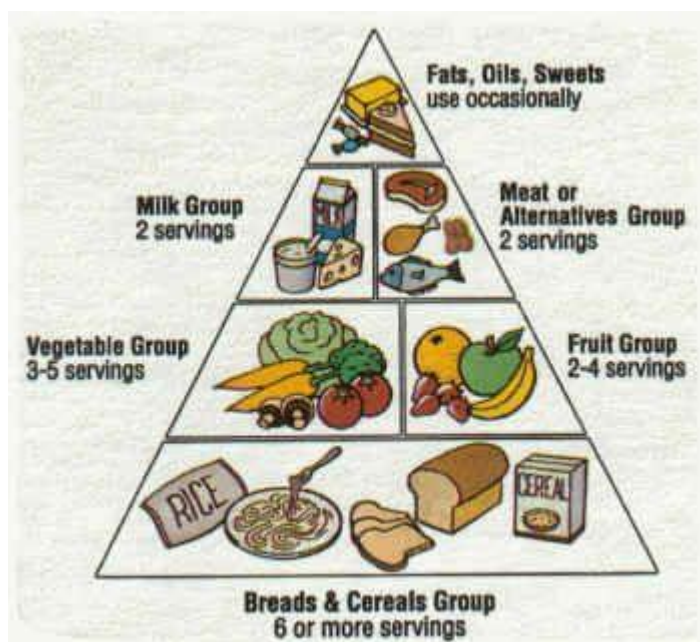 Fats, Oils, Sweets
use occasionally
Milk Group
2 servings
Meat or
Alternatives Group
2 servings
Vegetable Group
3-5 servings
Fruit Group
2-4 servings
RICE
CEREAL
Breads & Cereals Group
6 or more servings